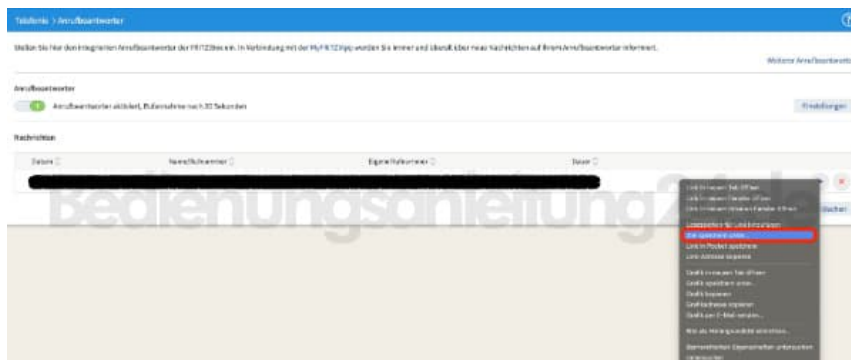 Telefonie > Anrufbeantworter
Stellen Sie hier den integrierten Anrufbeantworter der FRITZ!Box ein. In Verbindung mit der MyFRITZ!App werden Sie immer und überall über neue Nachrichten auf Ihrem Anrufbeantworter informiert.
Weiterer Anrufbeantworter
Anrufbeantworter
Anrufbeantworter aktiviert, Rufannahme nach 20 Sekunden
Einstellungen
Nachrichten
Datum Name/Rufnummer Eigene Rufnummer Dauer
Bedienungsanleitung24.de
löschen
Link in neuem Tab öffnen
Link in neuem Fenster öffnen
Link in neuem privaten Fenster öffnen
Lesezeichen für Link hinzufügen
Ziel speichern unter...
Link in Pocket speichern
Link-Adresse kopieren
Grafik in neuem Tab öffnen
Grafik speichern unter...
Grafik kopieren
Grafikadresse kopieren
Grafik per E-Mail senden...
Bild als Hintergrundbild einrichten...
Barrierefreiheit-Eigenschaften untersuchen
Untersuchen